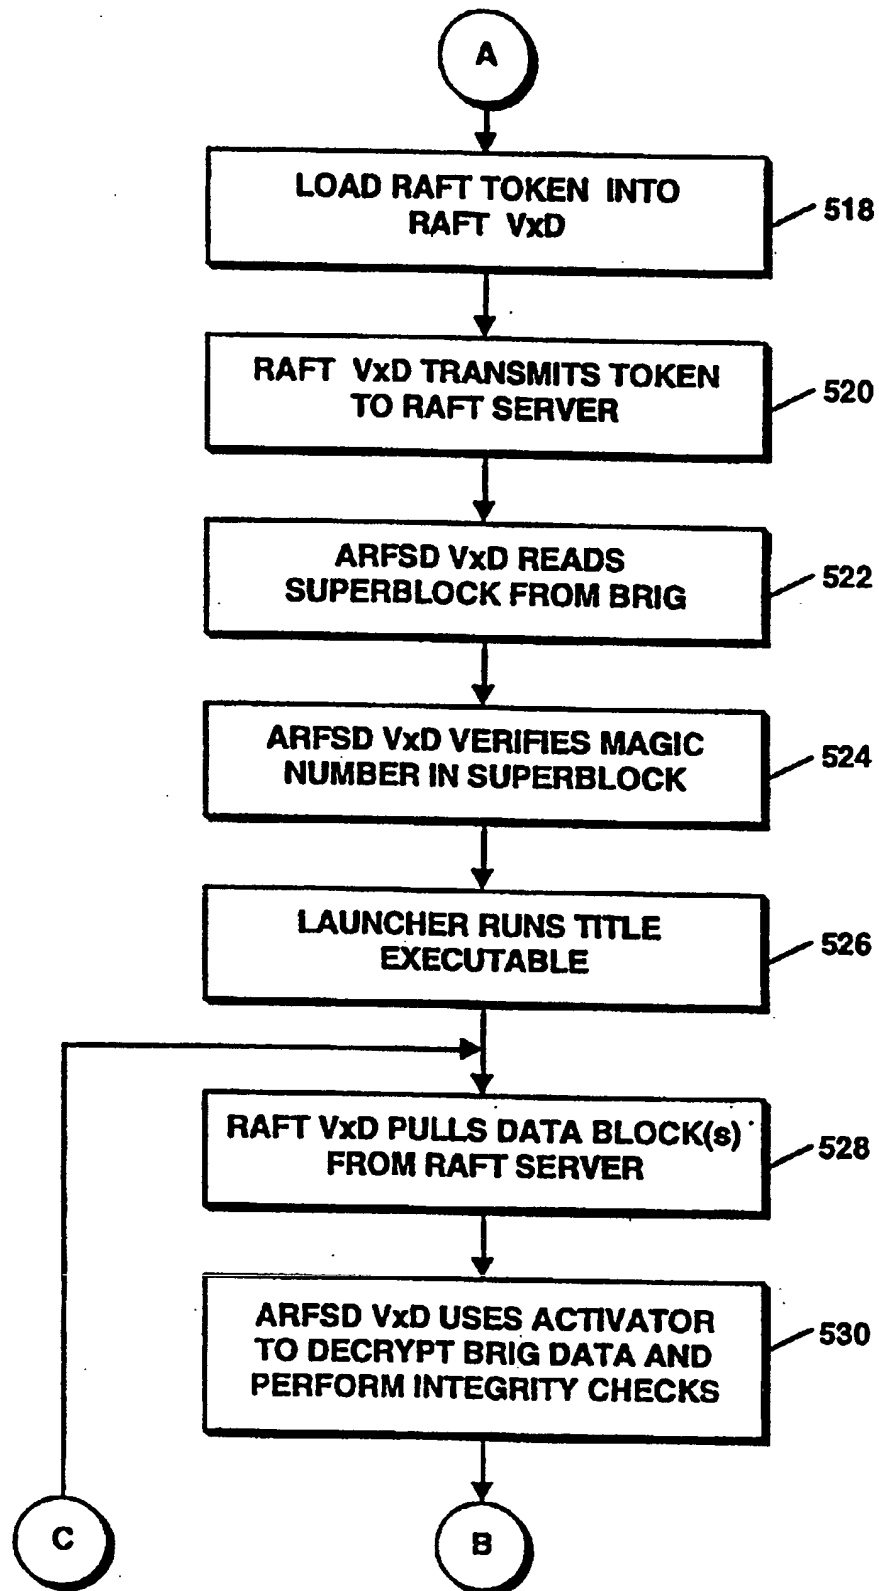 A
LOAD RAFT TOKEN INTO
RAFT VxD
518
RAFT VxD TRANSMITS TOKEN
TO RAFT SERVER
520
ARFSD VxD READS
SUPERBLOCK FROM BRIG
522
ARFSD VxD VERIFIES MAGIC
NUMBER IN SUPERBLOCK
524
LAUNCHER RUNS TITLE
EXECUTABLE
526
RAFT VxD PULLS DATA BLOCK(s)
FROM RAFT SERVER
528
ARFSD VxD USES ACTIVATOR
TO DECRYPT BRIG DATA AND
PERFORM INTEGRITY CHECKS
530
C
B